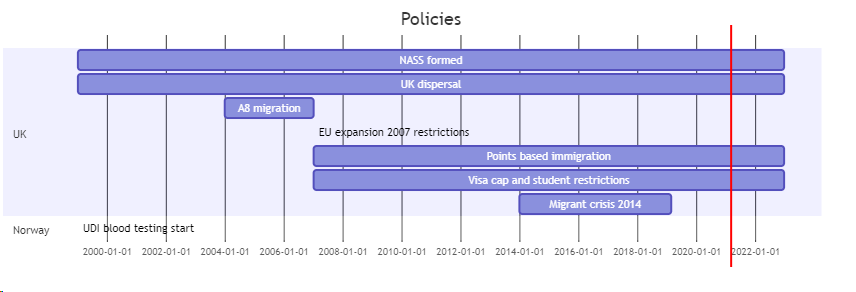 Policies
NASS formed
UK dispersal
A8 migration
EU expansion 2007 restrictions
UK
Points based immigration
Visa cap and student restrictions
Migrant crisis 2014
Norway
UDI blood testing start
2000-01-01 2002-01-01 2004-01-01 2006-01-01 2008-01-01 2010-01-01 2012-01-01 2014-01-01 2016-01-01 2018-01-01 2020-01-01 2022-01-01